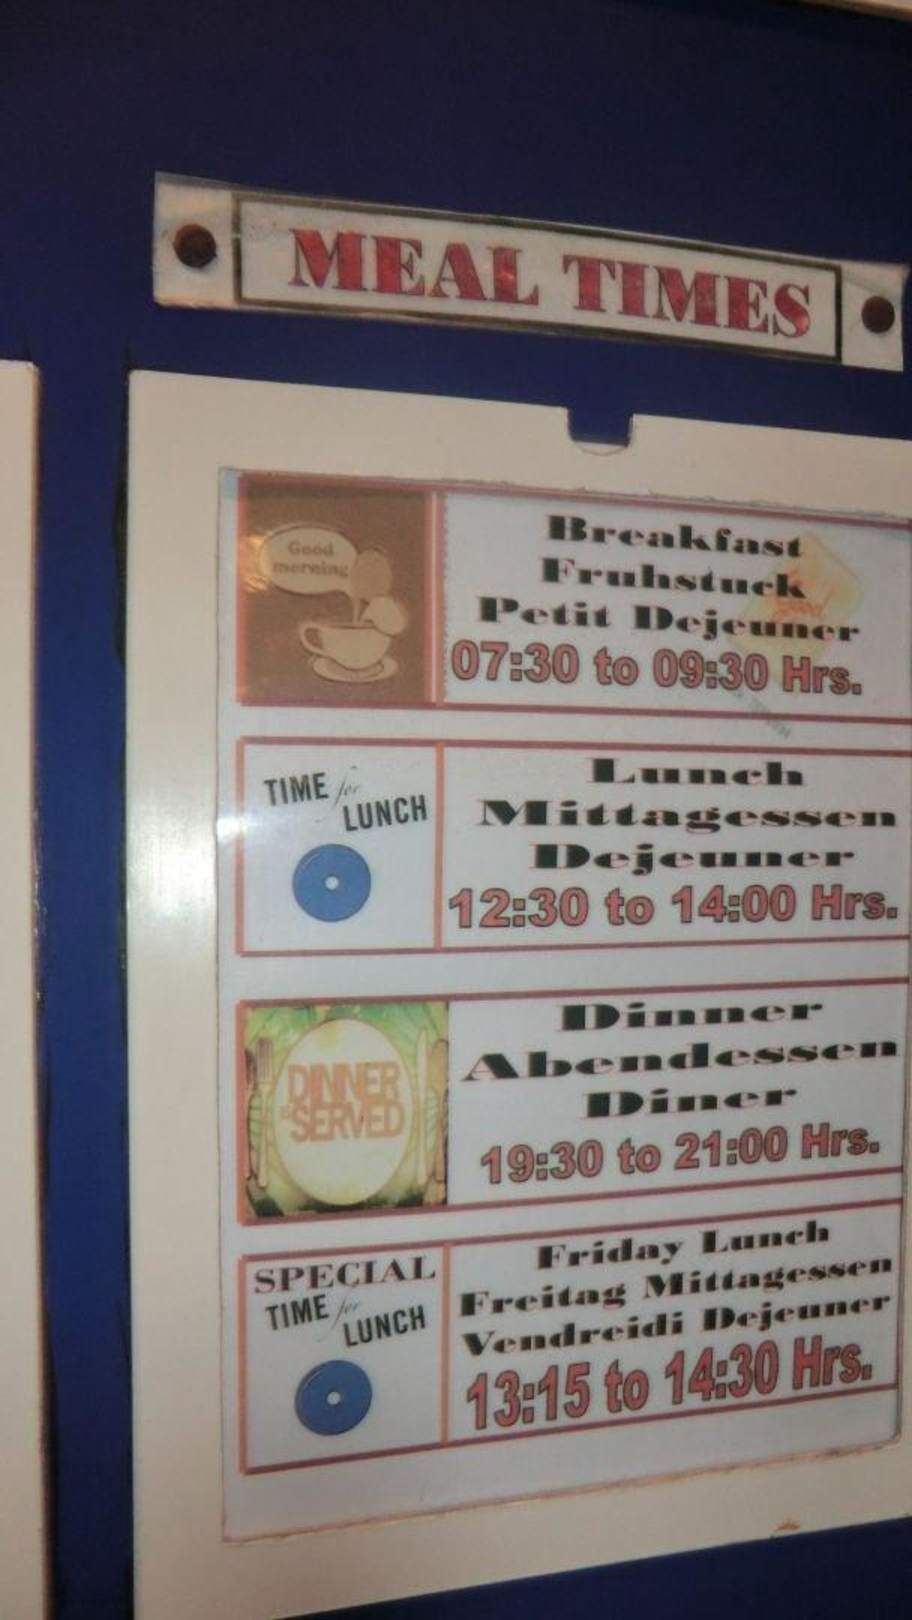 MEAL TIMES
Good
morning
Breakfast
Fruhstuck
Petit Dejeuner
07:30 to 09:30 Hrs.
TIME for
LUNCH
Lunch
Mittagessen
Dejeuner
12:30 to 14:00 Hrs.
DINNER
IS SERVED
Dinner
Abendessen
Diner
19:30 to 21:00 Hrs.
SPECIAL
TIME for
LUNCH
Friday Lunch
Freitag Mittagessen
Vendreidi Dejeuner
13:15 to 14:30 Hrs.